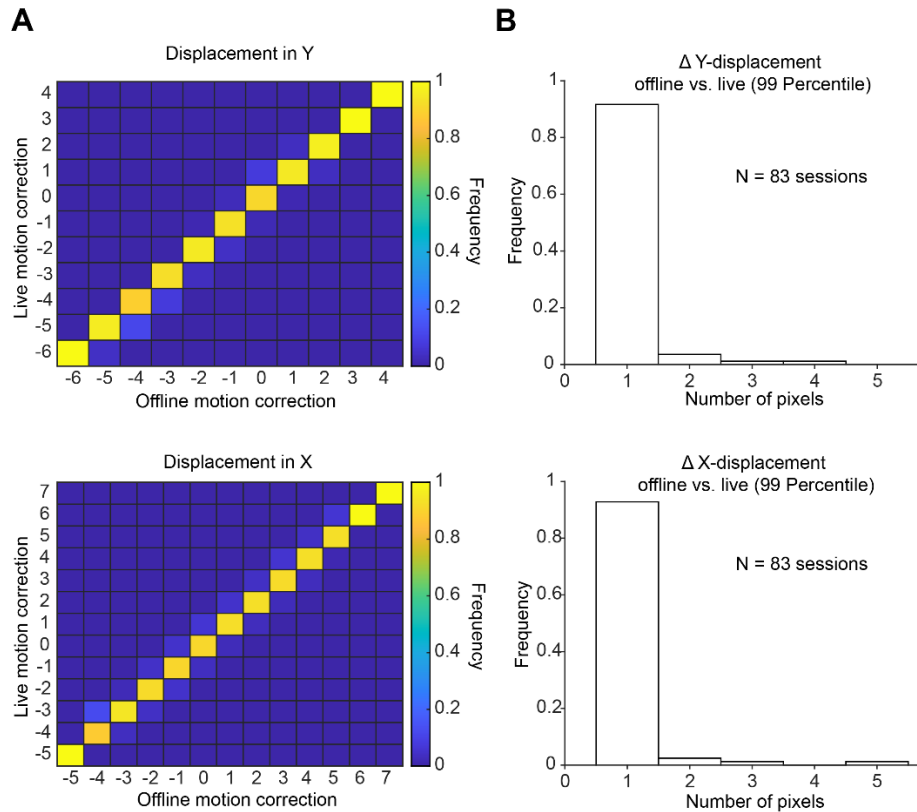 A
Displacement in Y
4
3
2
1
0
-1
-2
-3
-4
-5
-6
Live motion correction
-6 -5 -4 -3 -2 -1 0 1 2 3 4
Offline motion correction
1
0.8
0.6
0.4
0.2
0
Frequency
B
Δ Y-displacement
offline vs. live (99 Percentile)
N = 83 sessions
1
0.8
0.6
0.4
0.2
0
Frequency
0 1 2 3 4 5
Number of pixels
Displacement in X
7
6
5
4
3
2
1
0
-1
-2
-3
-4
-5
Live motion correction
-5 -4 -3 -2 -1 0 1 2 3 4 5 6 7
Offline motion correction
1
0.8
0.6
0.4
0.2
0
Frequency
Δ X-displacement
offline vs. live (99 Percentile)
N = 83 sessions
1
0.8
0.6
0.4
0.2
0
Frequency
0 1 2 3 4 5
Number of pixels